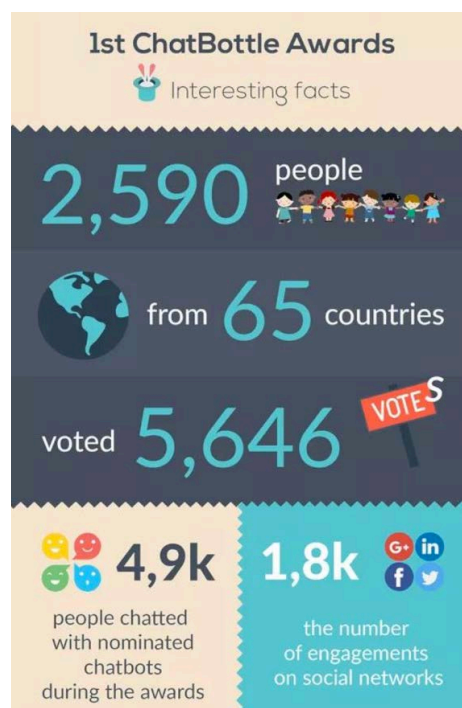 1st ChatBottle Awards
Interesting facts
2,590 people
from 65 countries
voted 5,646 VOTES
4,9k
people chatted
with nominated
chatbots
during the awards
1,8k
G+ in
f
the number
of engagements
on social networks